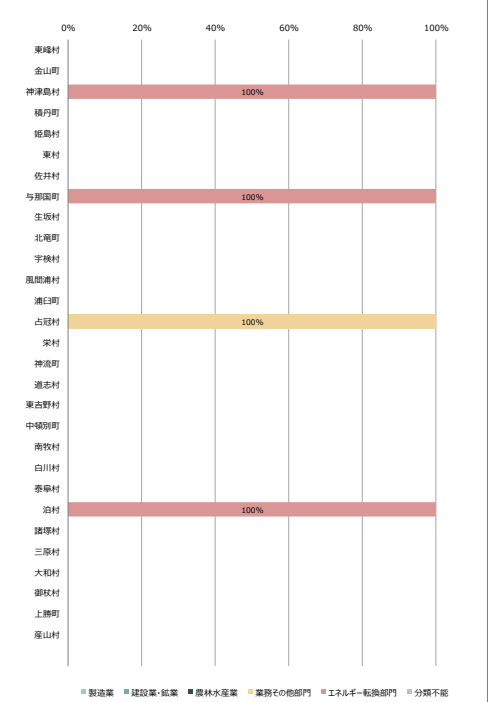 0% 20% 40% 60% 80% 100%
東峰村
金山町
神津島村 100%
積丹町
姫島村
東村
佐井村
与那国町 100%
生坂村
北竜町
宇検村
風間浦村
浦臼町
占冠村 100%
栄村
神流町
道志村
東吉野村
中頓別町
南牧村
白川村
泰阜村
泊村 100%
諸塚村
三原村
大和村
御杖村
上勝町
産山村
製造業 建設業・鉱業 農林水産業 業務その他部門 エネルギー転換部門 分類不能